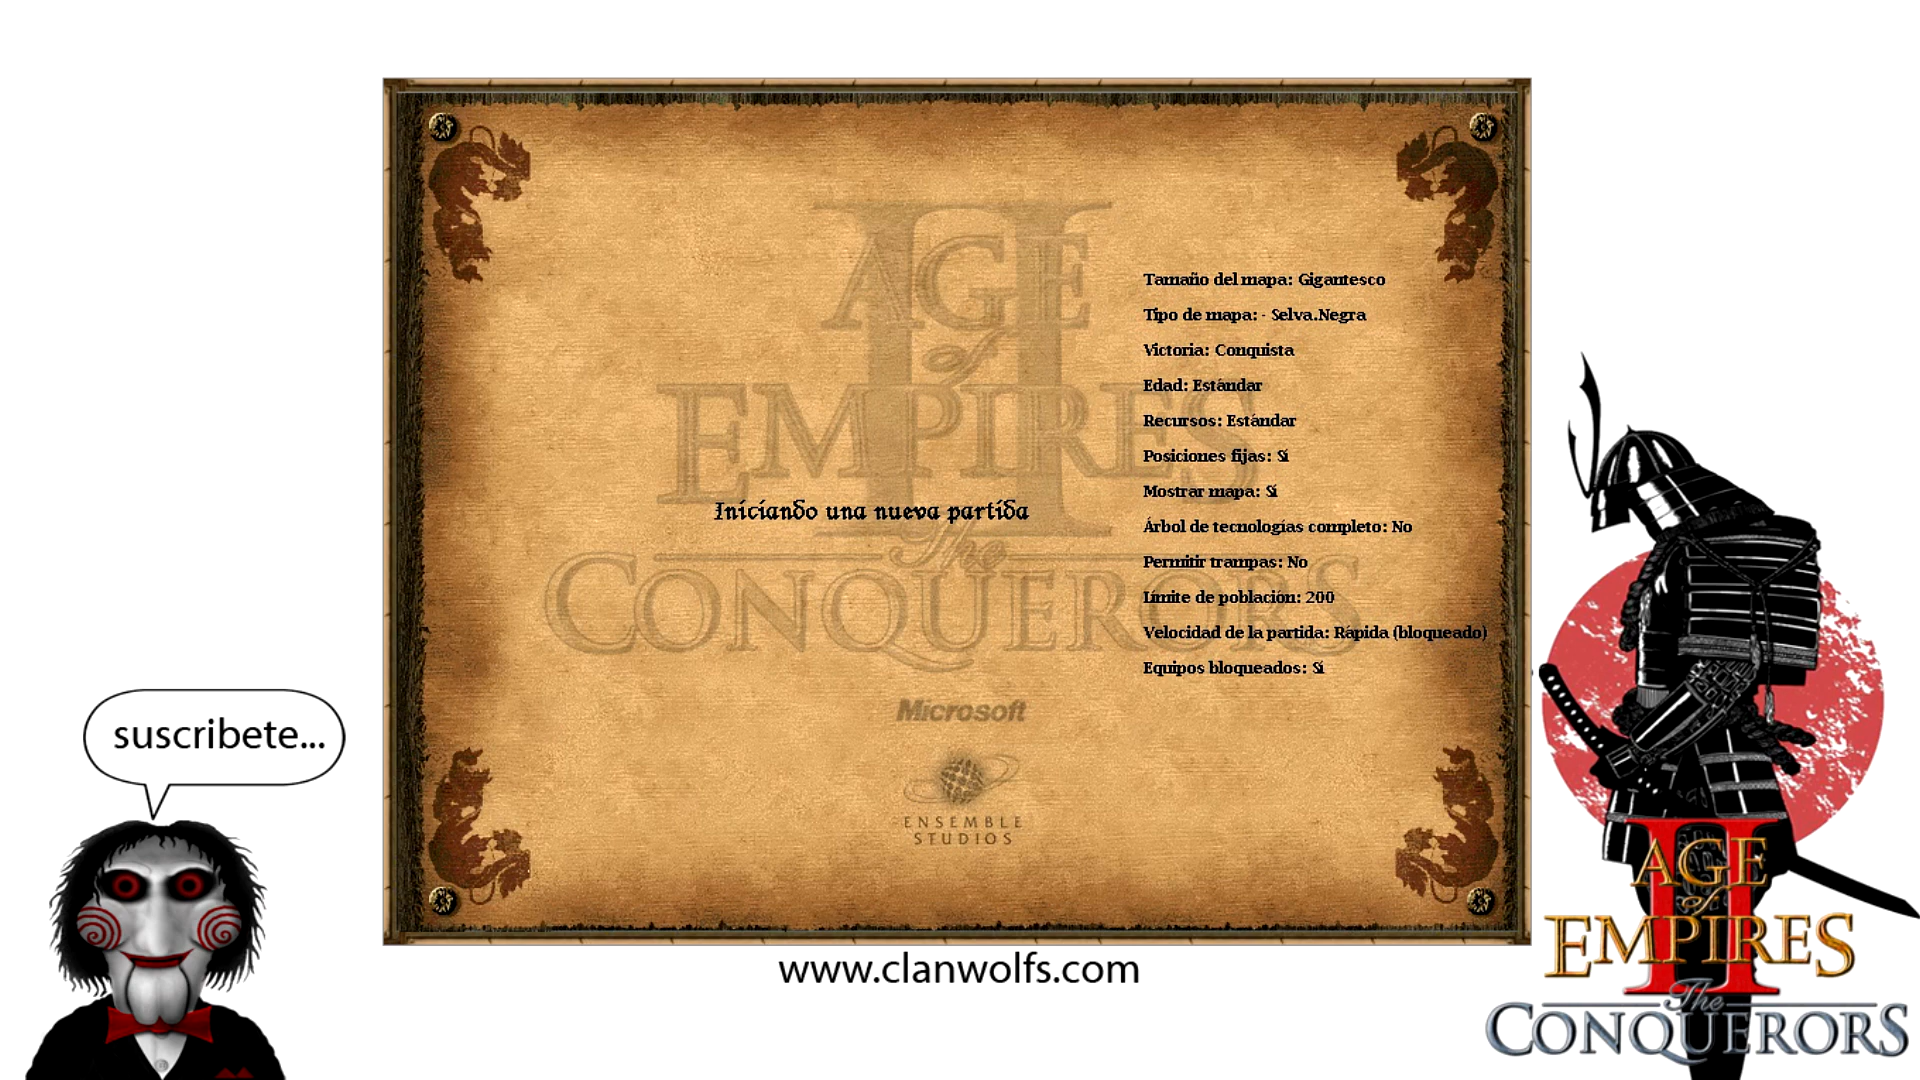 AGE
of
EMPIRES
II
The
CONQUERORS
Tamaño del mapa: Gigantesco
Tipo de mapa: - Selva.Negra
Victoria: Conquista
Edad: Estándar
Recursos: Estándar
Posiciones fijas: Sí
Mostrar mapa: Sí
Árbol de tecnologías completo: No
Permitir trampas: No
Límite de población: 200
Velocidad de la partida: Rápida (bloqueado)
Equipos bloqueados: Sí
Iniciando una nueva partida
Microsoft
ENSEMBLE
STUDIOS
suscribete...
www.clanwolfs.com
AGE
of
EMPIRES
II
The
CONQUERORS